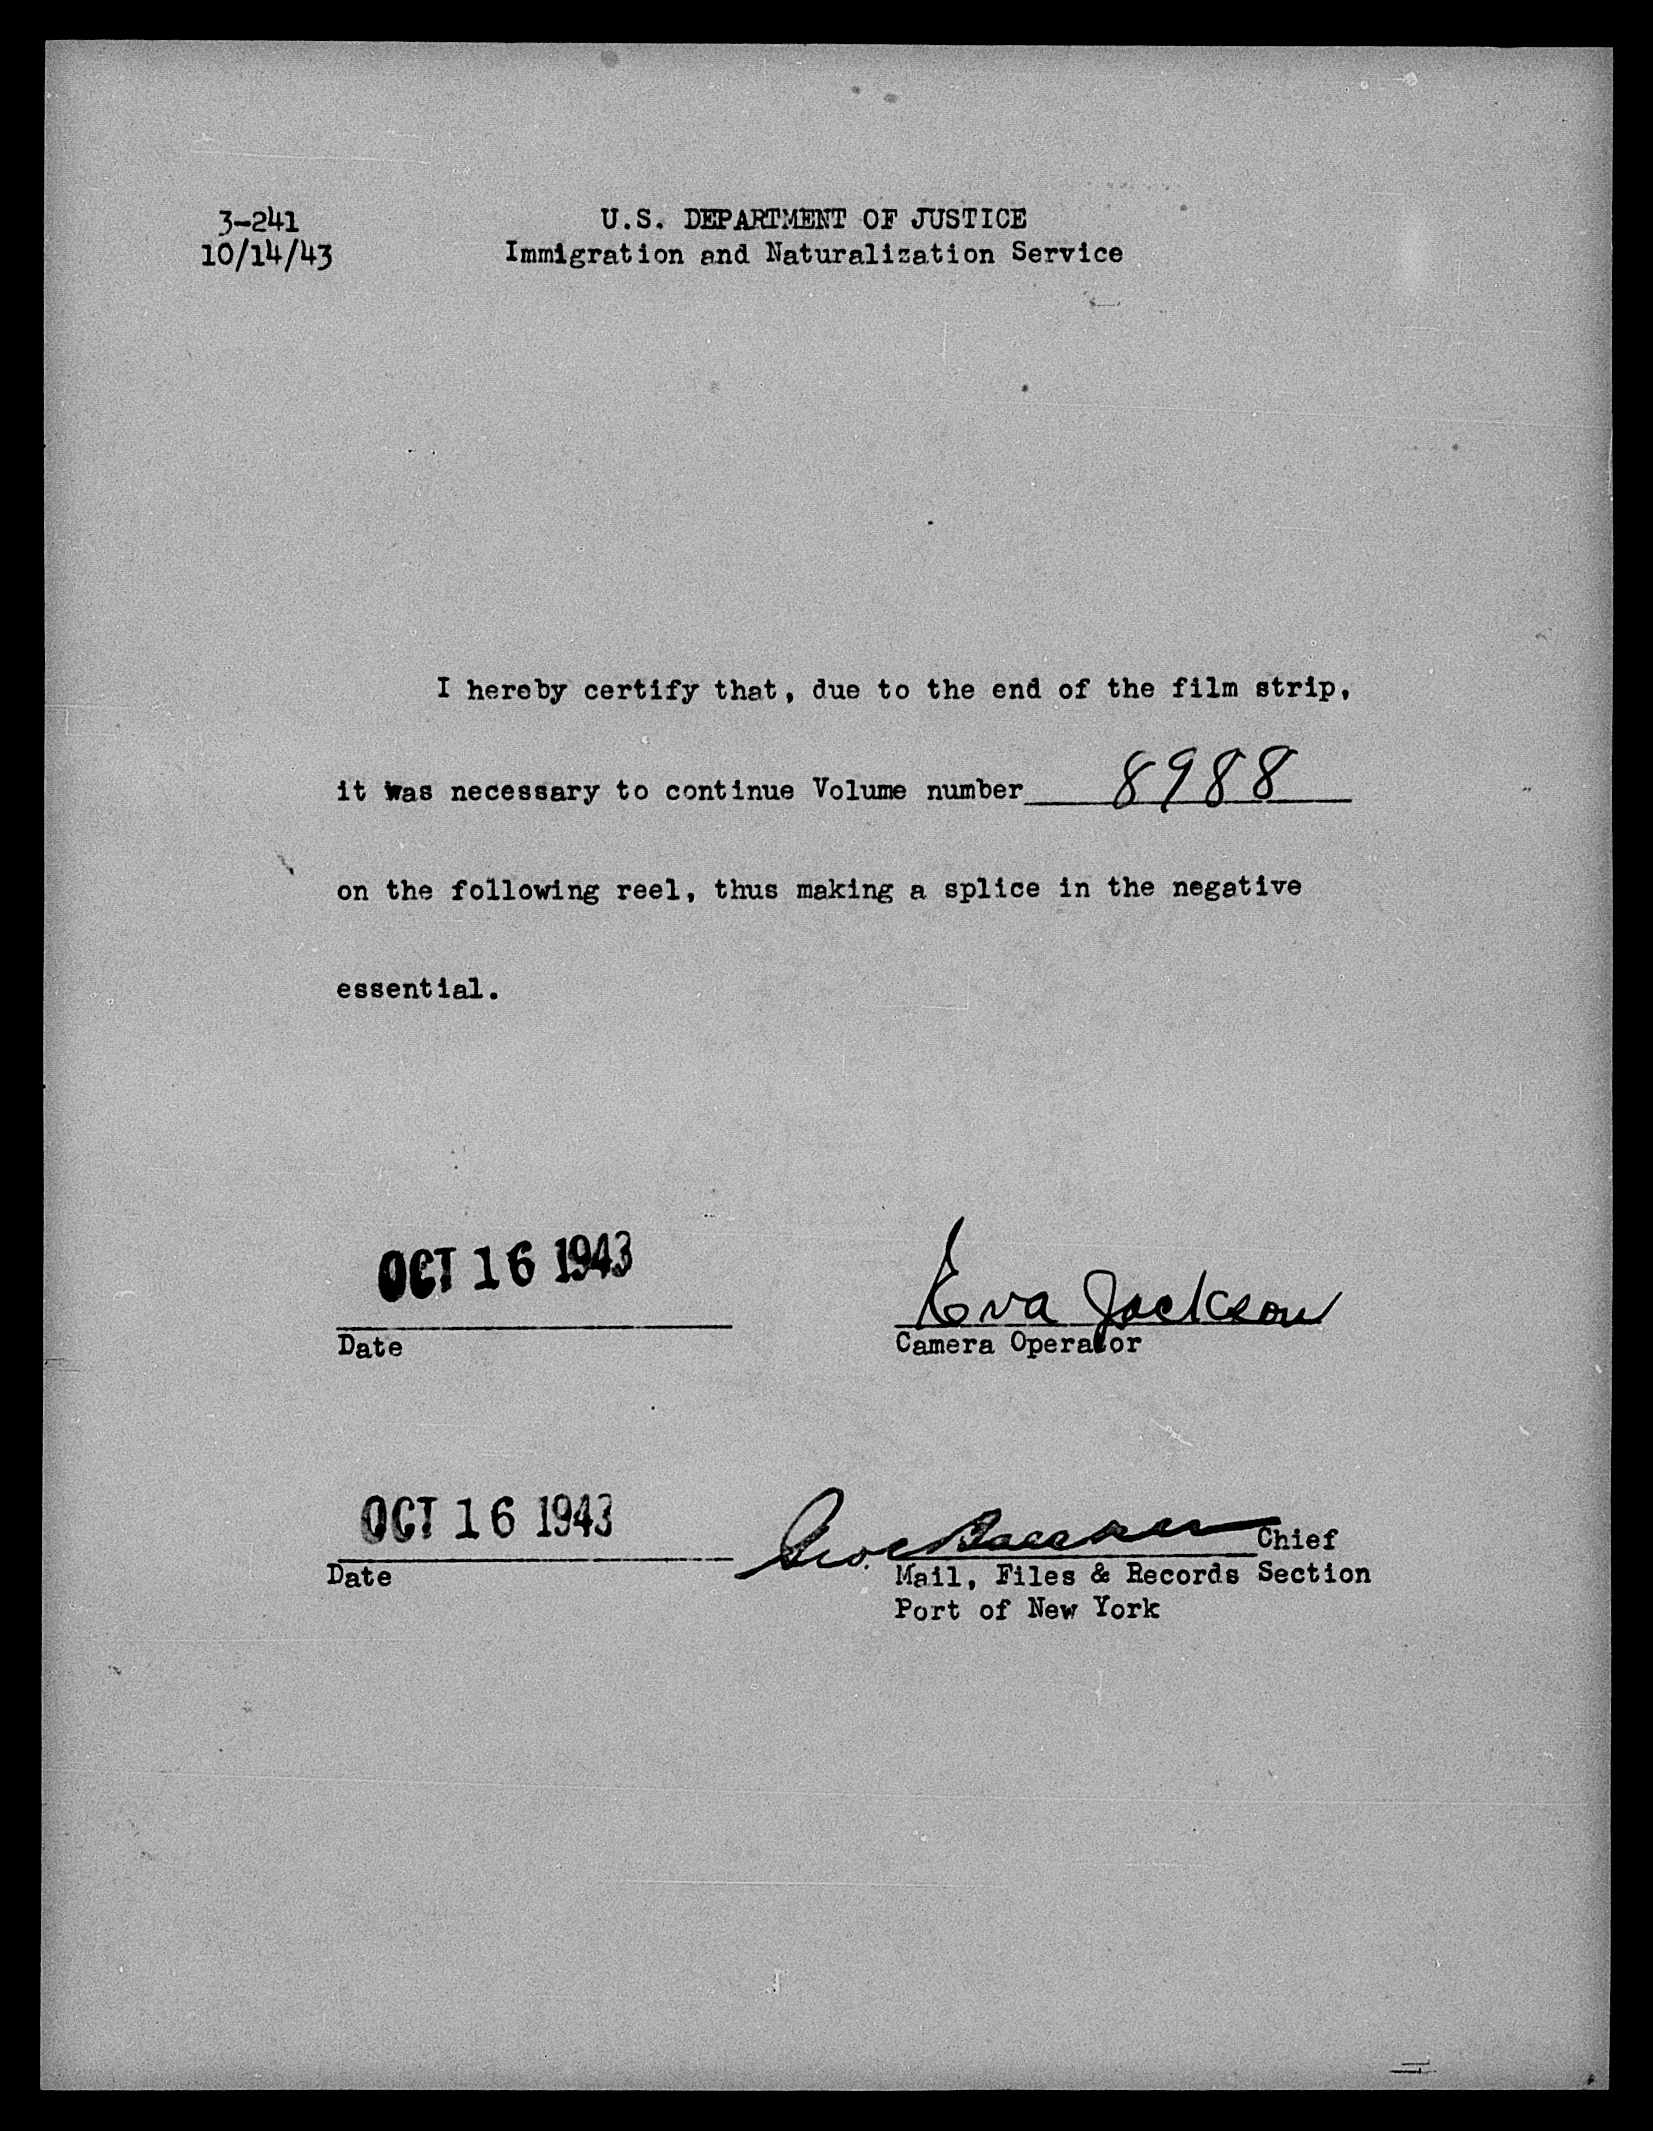 3-241
10/14/43
U.S. DEPARTMENT OF JUSTICE
Immigration and Naturalization Service
I hereby certify that, due to the end of the film strip,
it was necessary to continue Volume number 8988
on the following reel, thus making a splice in the negative
essential.
OCT 16 1943
Date
Eva Jackson
Camera Operator
OCT 16 1943
Date
Geo Chief
Mail, Files & Records Section
Port of New York